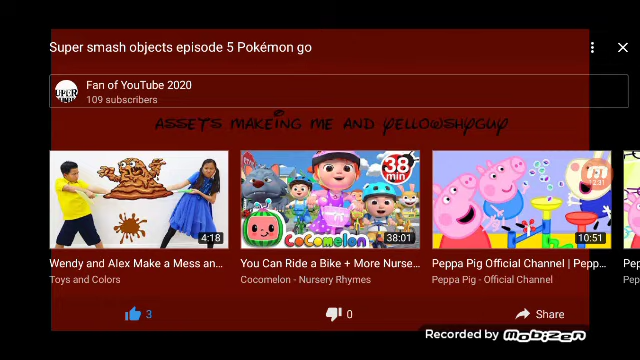 Super smash objects episode 5 Pokémon go
Fan of YouTube 2020
109 subscribers
ASSETS MAKEING ME AND YELLOWSHYGUY
38
min
COCOMELON
12:31
4:18
38:01
10:51
Wendy and Alex Make a Mess an...
You Can Ride a Bike + More Nurse...
Peppa Pig Official Channel | Pepp...
Toys and Colors
Cocomelon - Nursery Rhymes
Peppa Pig - Official Channel
3
0
Share
Recorded by mobizen